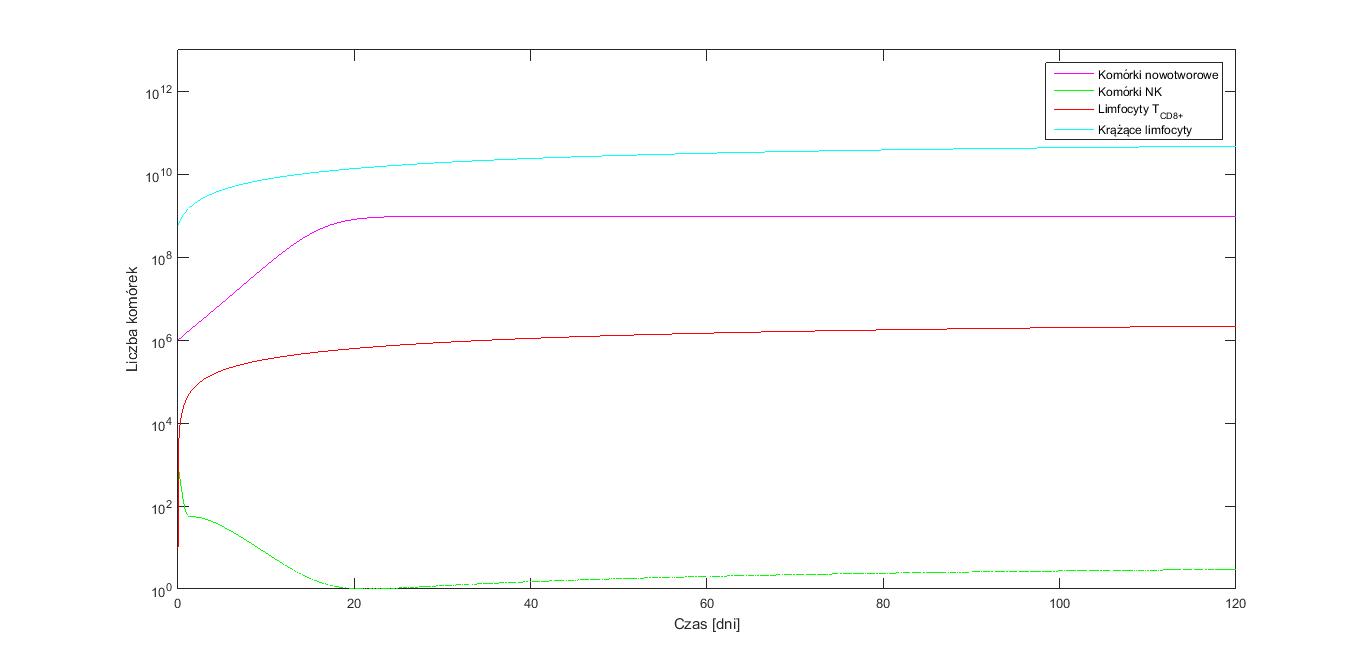 Komórki nowotworowe
Komórki NK
Limfocyty T CD8+
Krążące limfocyty
10^12
10^10
10^8
10^6
10^4
10^2
10^0
Liczba komórek
0 20 40 60 80 100 120
Czas [dni]